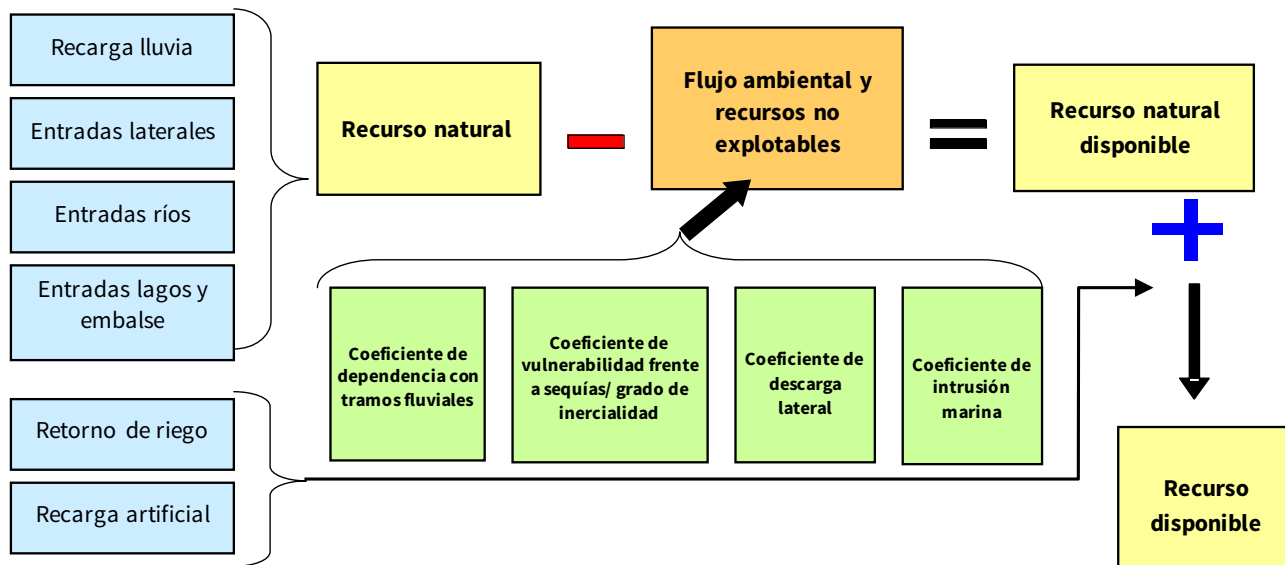 Recarga lluvia
Entradas laterales
Entradas ríos
Entradas lagos y
embalse
Retorno de riego
Recarga artificial
Recurso natural
Flujo ambiental y
recursos no
explotables
Recurso natural
disponible
Coeficiente de
dependencia con
tramos fluviales
Coeficiente de
vulnerabilidad frente
a sequías/ grado de
inercialidad
Coeficiente de
descarga
lateral
Coeficiente de
intrusión
marina
Recurso
disponible